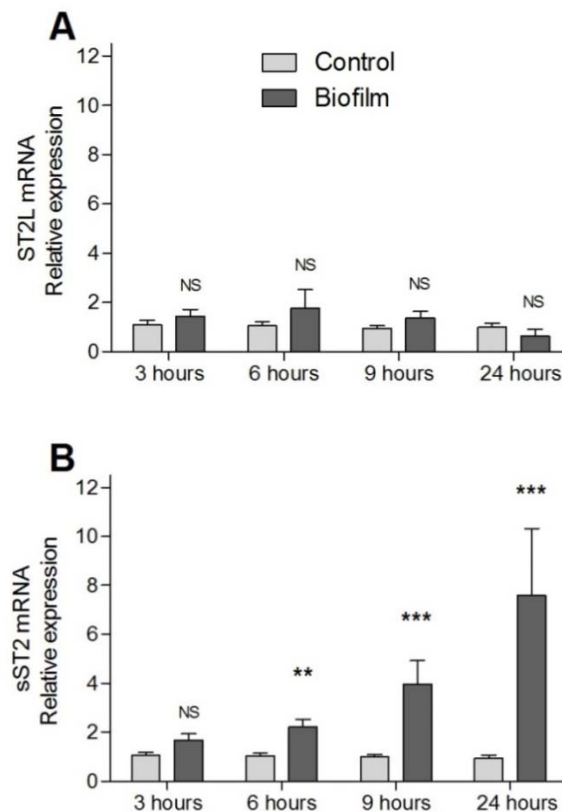 A
12
10
8
6
4
2
0
ST2L mRNA
Relative expression
Control
Biofilm
NS
NS
NS
NS
3 hours
6 hours
9 hours
24 hours
B
12
10
8
6
4
2
0
sST2 mRNA
Relative expression
NS
**
***
***
3 hours
6 hours
9 hours
24 hours